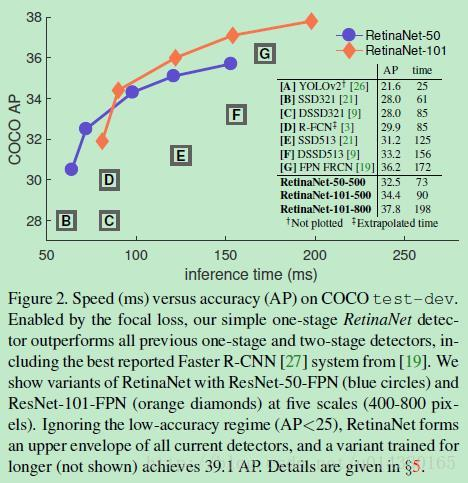 38
36
34
32
30
28
COCO AP
50
100
150
200
250
inference time (ms)
B
C
D
E
F
G
RetinaNet-50
RetinaNet-101
AP time
[A] YOLOv2† [26] 21.6 25
[B] SSD321 [21] 28.0 61
[C] DSSD321 [9] 28.0 85
[D] R-FCN‡ [3] 29.9 85
[E] SSD513 [21] 31.2 125
[F] DSSD513 [9] 33.2 156
[G] FPN FRCN [19] 36.2 172
RetinaNet-50-500 32.5 73
RetinaNet-101-500 34.4 90
RetinaNet-101-800 37.8 198
†Not plotted ‡Extrapolated time
Figure 2. Speed (ms) versus accuracy (AP) on COCO test-dev.
Enabled by the focal loss, our simple one-stage RetinaNet detec-
tor outperforms all previous one-stage and two-stage detectors, in-
cluding the best reported Faster R-CNN [27] system from [19]. We
show variants of RetinaNet with ResNet-50-FPN (blue circles) and
ResNet-101-FPN (orange diamonds) at five scales (400-800 pix-
els). Ignoring the low-accuracy regime (AP<25), RetinaNet forms
an upper envelope of all current detectors, and a variant trained for
longer (not shown) achieves 39.1 AP. Details are given in §5.